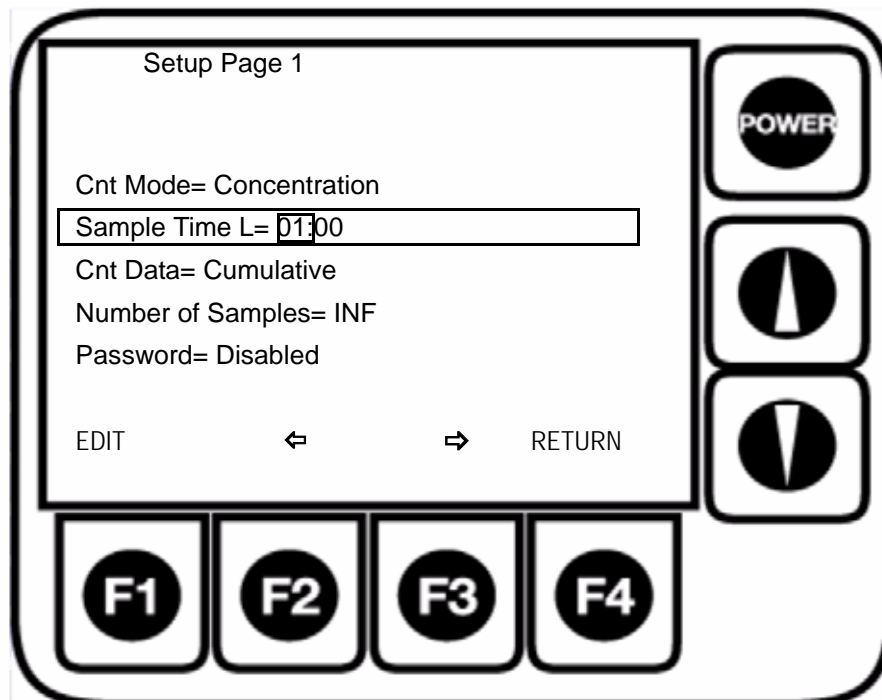 Setup Page 1
POWER
Cnt Mode= Concentration
Sample Time L= 01:00
Cnt Data= Cumulative
Number of Samples= INF
Password= Disabled
EDIT ⇦ ⇨ RETURN
F1 F2 F3 F4